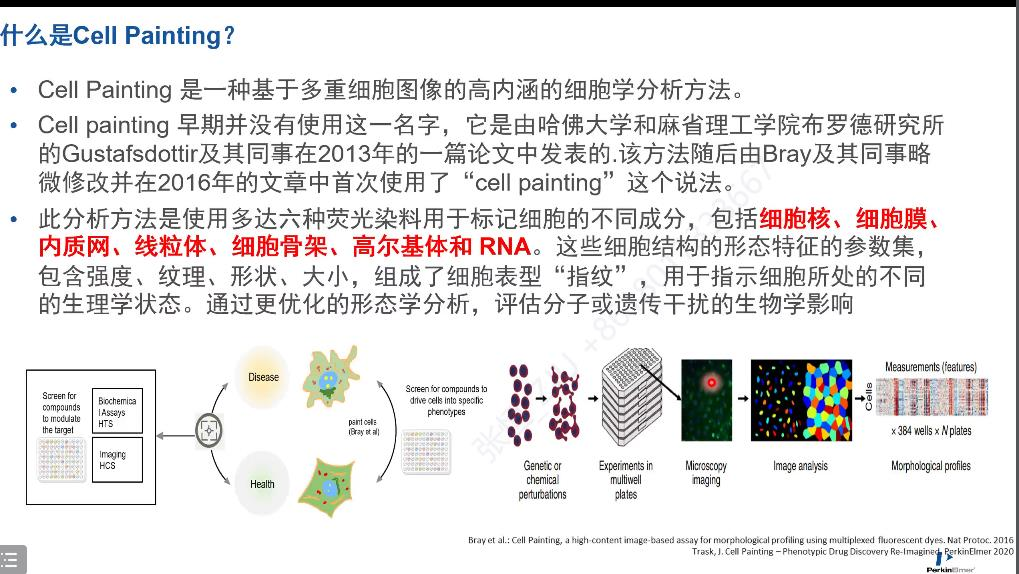 什么是Cell Painting？
• Cell Painting 是一种基于多重细胞图像的高内涵的细胞学分析方法。
• Cell painting 早期并没有使用这一名字，它是由哈佛大学和麻省理工学院布罗德研究所
的Gustafsdottir及其同事在2013年的一篇论文中发表的.该方法随后由Bray及其同事略
微修改并在2016年的文章中首次使用了“cell painting”这个说法。
• 此分析方法是使用多达六种荧光染料用于标记细胞的不同成分，包括细胞核、细胞膜、
内质网、线粒体、细胞骨架、高尔基体和 RNA。这些细胞结构的形态特征的参数集，
包含强度、纹理、形状、大小，组成了细胞表型“指纹”，用于指示细胞所处的不同
的生理学状态。通过更优化的形态学分析，评估分子或遗传干扰的生物学影响
Screen for
compounds
to modulate
the target
Biochemica
l Assays
HTS
Imaging
HCS
Disease
Health
paint cells
(Bray et al)
Screen for compounds to
drive cells into specific
phenotypes
Genetic or
chemical
perturbations
Experiments in
multiwell
plates
Microscopy
imaging
Image analysis
Measurements (features)
Cells
x 384 wells x N plates
Morphological profiles
Bray et al.: Cell Painting, a high-content image-based assay for morphological profiling using multiplexed fluorescent dyes. Nat Protoc. 2016
Trask, J. Cell Painting – Phenotypic Drug Discovery Re-Imagined, PerkinElmer 2020
PerkinElmer